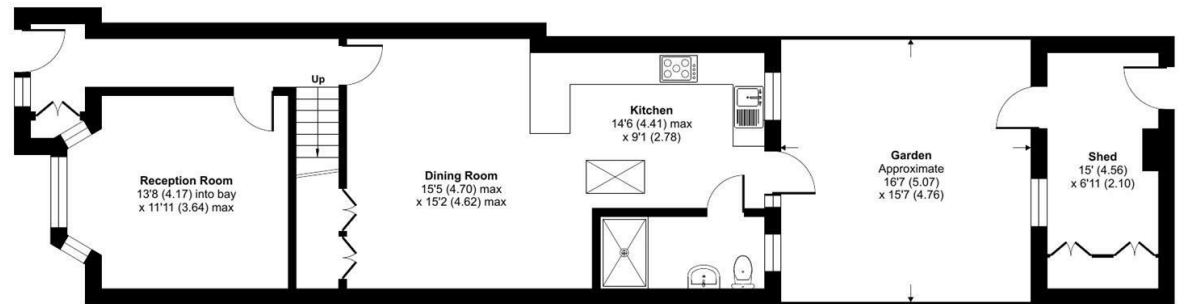 Up
Reception Room
13'8 (4.17) into bay
x 11'11 (3.64) max
Dining Room
15'5 (4.70) max
x 15'2 (4.62) max
Kitchen
14'6 (4.41) max
x 9'1 (2.78)
Garden
Approximate
16'7 (5.07)
x 15'7 (4.76)
Shed
15' (4.56)
x 6'11 (2.10)